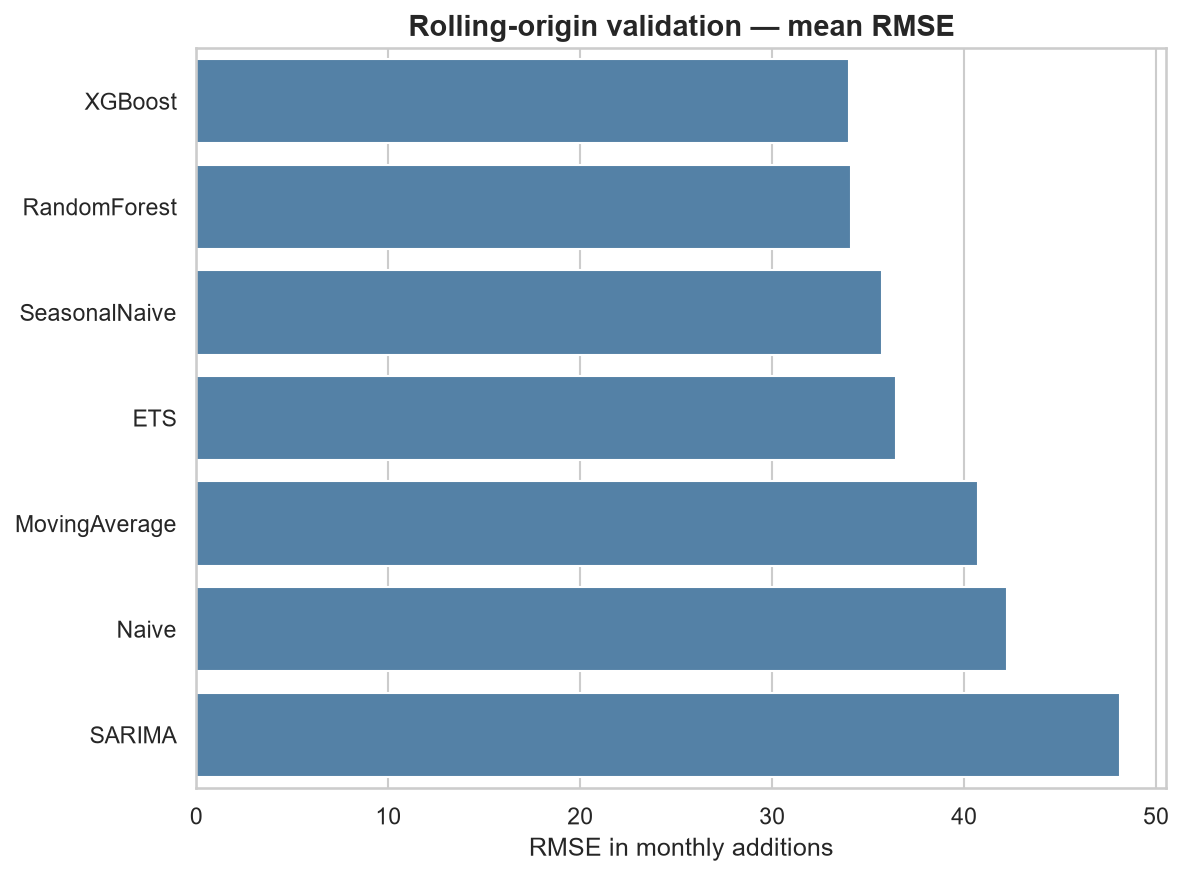 Rolling-origin validation — mean RMSE
XGBoost
RandomForest
SeasonalNaive
ETS
MovingAverage
Naive
SARIMA
0 10 20 30 40 50
RMSE in monthly additions